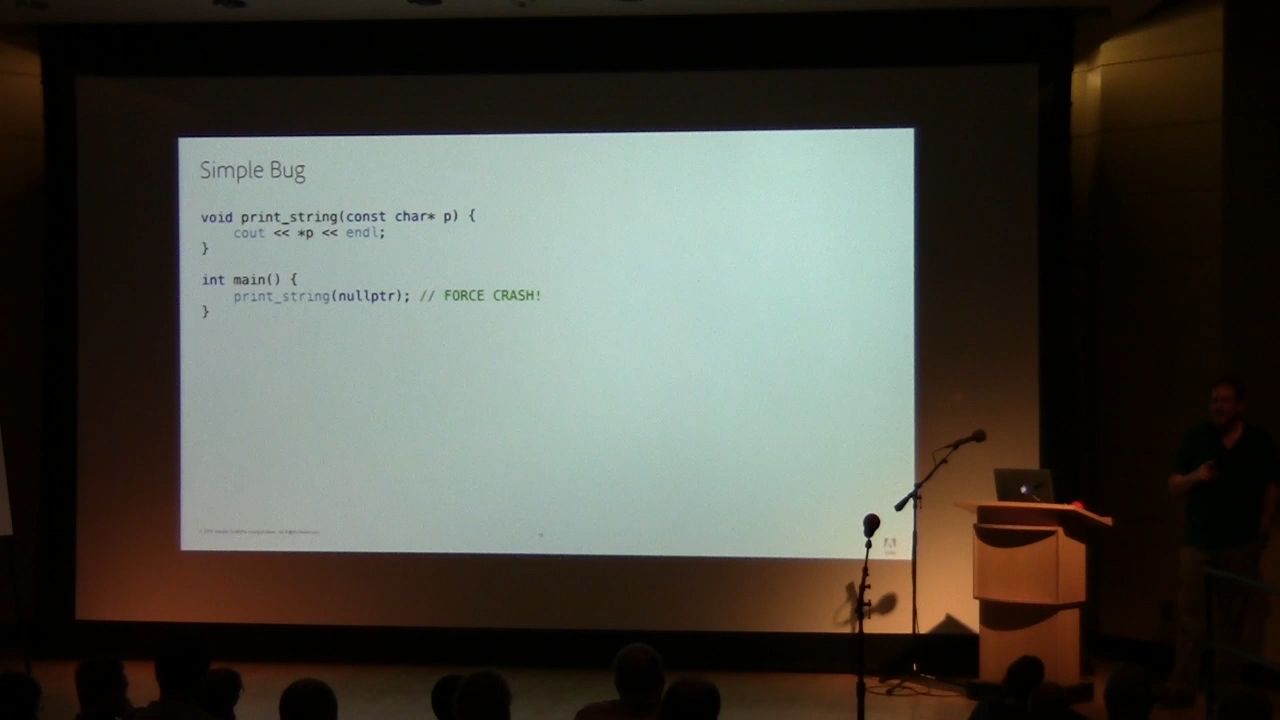 Simple Bug
void print_string(const char* p) {
    cout << *p << endl;
}
int main() {
    print_string(nullptr); // FORCE CRASH!
}